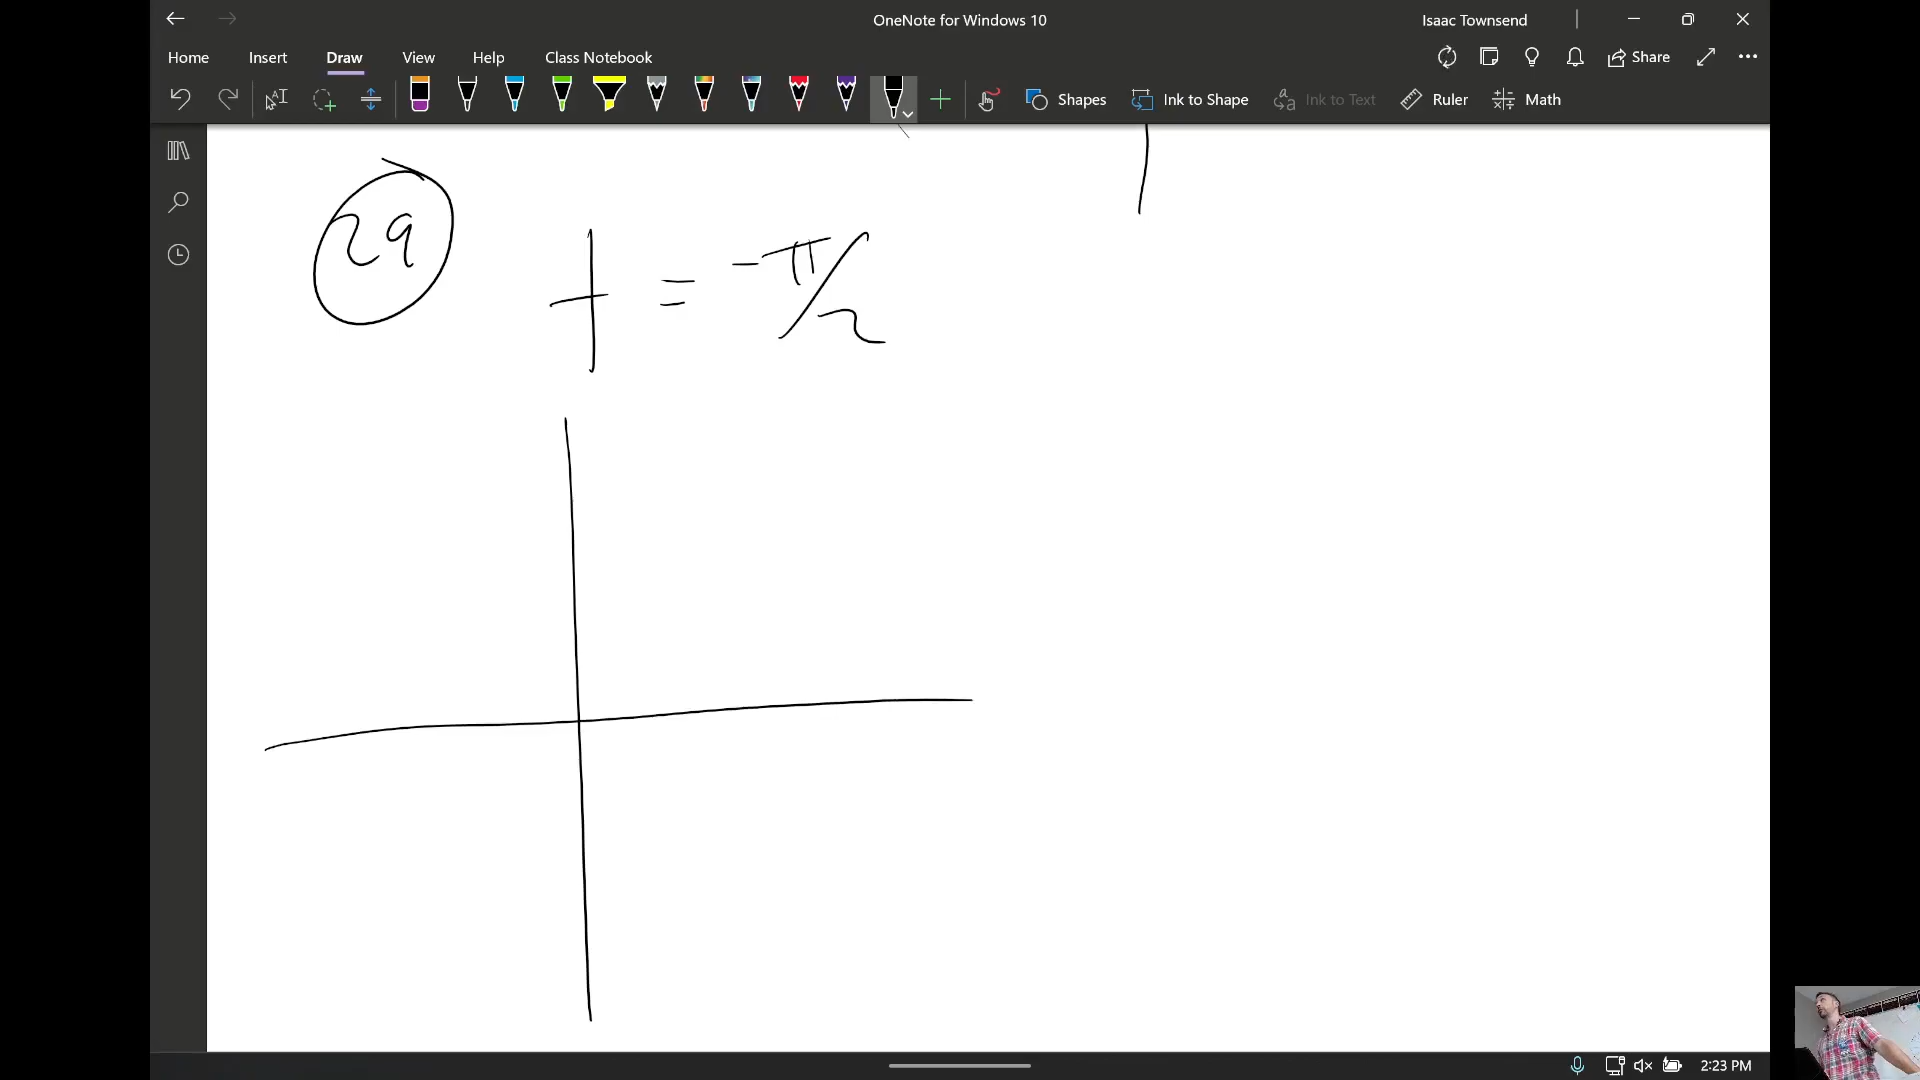 OneNote for Windows 10
Isaac Townsend
Home Insert Draw View Help Class Notebook
Share
Shapes Ink to Shape Ink to Text Ruler Math
29
t = -π/2
2:23 PM